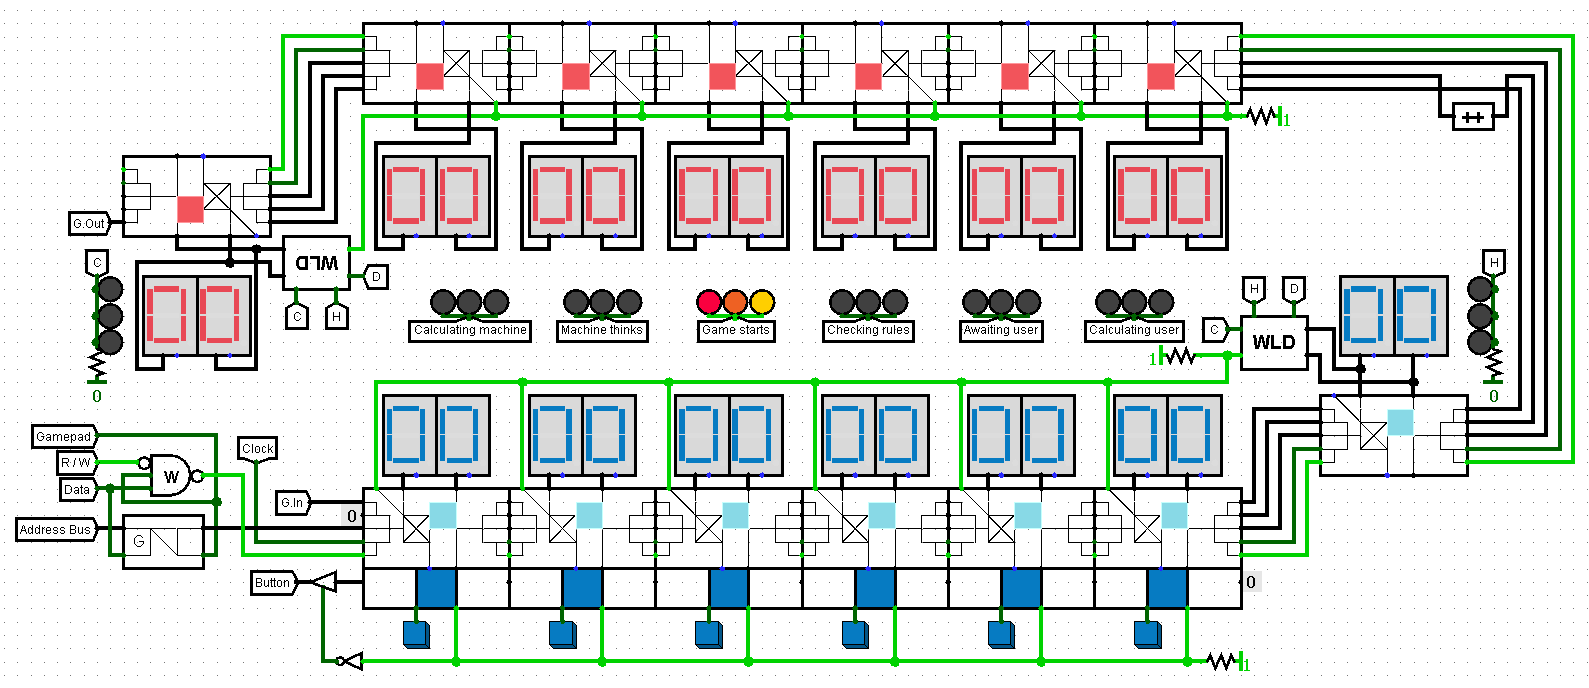 1
++
G.Out
WLD
D
C
H
C
H
H
D
C
Calculating machine
Machine thinks
Game starts
Checking rules
Awaiting user
Calculating user
WLD
1
0
0
Gamepad
R / W
Data
W
Clock
G.In
0
Address Bus
G
Button
0
1